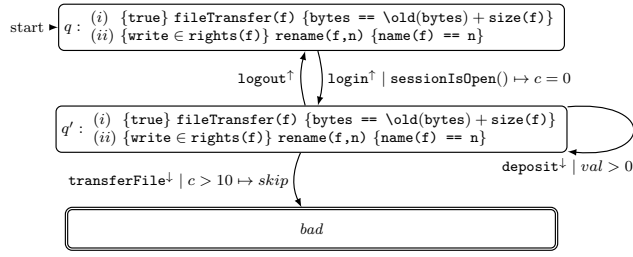 start q : (i) {true} fileTransfer(f) {bytes == \old(bytes) + size(f)}
(ii) {write ∈ rights(f)} rename(f,n) {name(f) == n}
logout↑ login↑ | sessionIsOpen() ↦ c = 0
q′ : (i) {true} fileTransfer(f) {bytes == \old(bytes) + size(f)}
(ii) {write ∈ rights(f)} rename(f,n) {name(f) == n}
deposit↓ | val > 0
transferFile↓ | c > 10 ↦ skip
bad